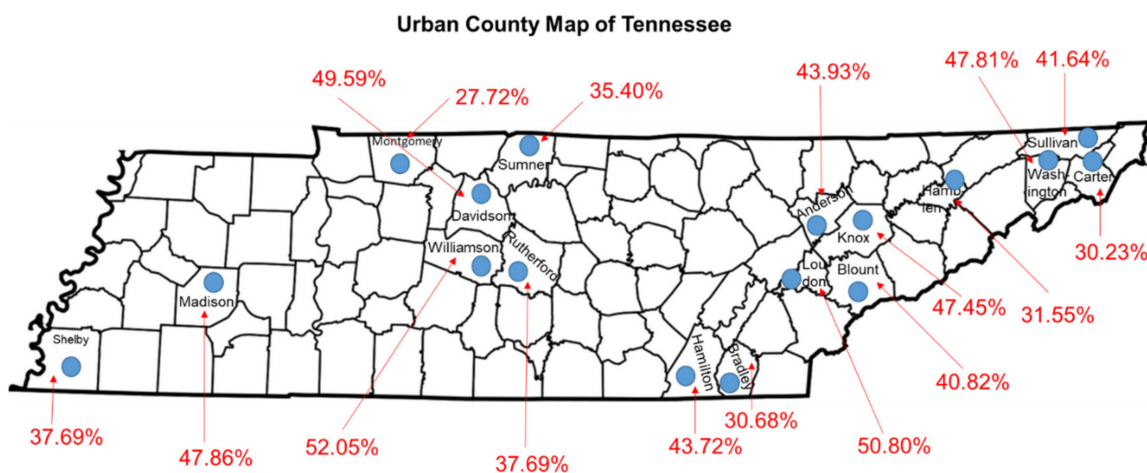 Urban County Map of Tennessee
47.81%
41.64%
43.93%
49.59%
27.72%
35.40%
Montgomery
Sumner
Sullivan
Wash-
ington
Carter
Hamb-
len
Anderson
Davidson
Knox
Williamson
Rutherford
Lou
don
Blount
30.23%
Madison
47.45%
31.55%
Shelby
Hamilton
Bradley
40.82%
30.68%
37.69%
47.86%
52.05%
37.69%
43.72%
50.80%